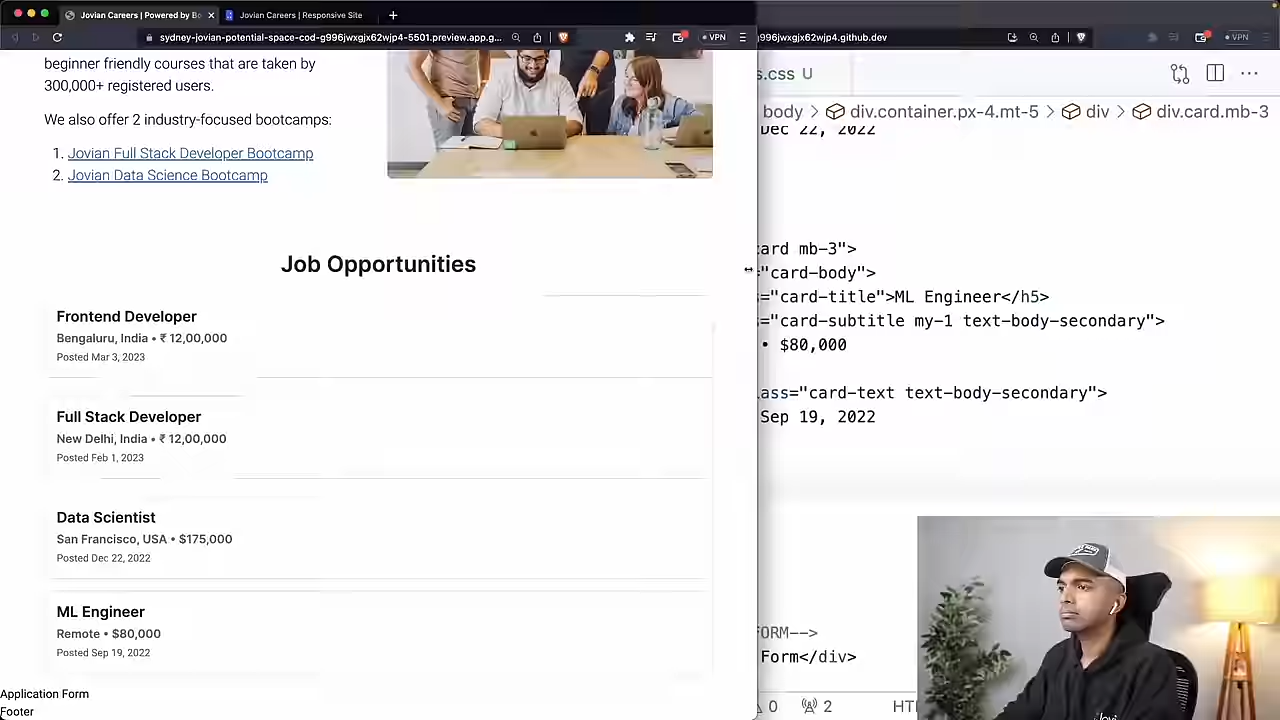 Jovian Careers | Powered by Bo
Jovian Careers | Responsive Site
sydney-jovian-potential-space-cod-g996jwxgjx62wjp4-5501.preview.app.g...
VPN
g996jwxgjx62wjp4.github.dev
VPN
beginner friendly courses that are taken by
300,000+ registered users.
We also offer 2 industry-focused bootcamps:
1. Jovian Full Stack Developer Bootcamp
2. Jovian Data Science Bootcamp
Job Opportunities
Frontend Developer
Bengaluru, India • ₹ 12,00,000
Posted Mar 3, 2023
Full Stack Developer
New Delhi, India • ₹ 12,00,000
Posted Feb 1, 2023
Data Scientist
San Francisco, USA • $175,000
Posted Dec 22, 2022
ML Engineer
Remote • $80,000
Posted Sep 19, 2022
Application Form
Footer
s.css U
body > div.container.px-4.mt-5 > div > div.card.mb-3
Dec 22, 2022
card mb-3">
="card-body">
s="card-title">ML Engineer</h5>
s="card-subtitle my-1 text-body-secondary">
• $80,000
lass="card-text text-body-secondary">
Sep 19, 2022
FORM-->
Form</div>
0 2 HT